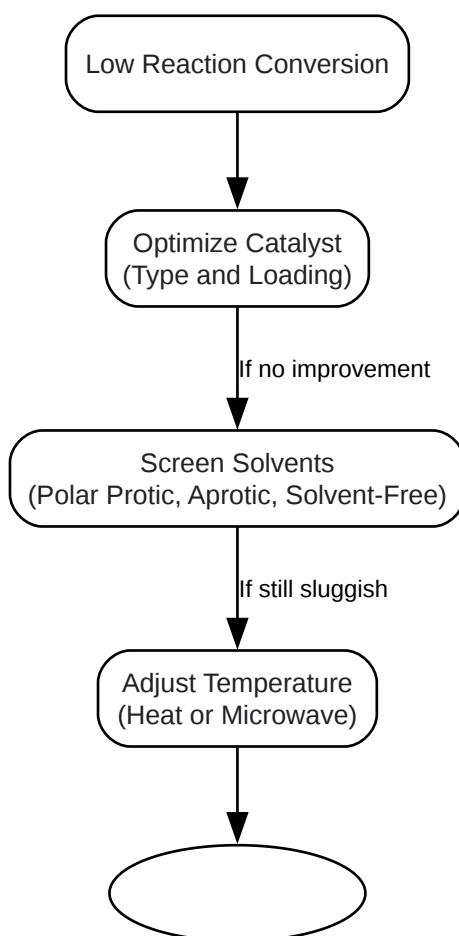 Low Reaction Conversion
Optimize Catalyst
(Type and Loading)
If no improvement
Screen Solvents
(Polar Protic, Aprotic, Solvent-Free)
If still sluggish
Adjust Temperature
(Heat or Microwave)